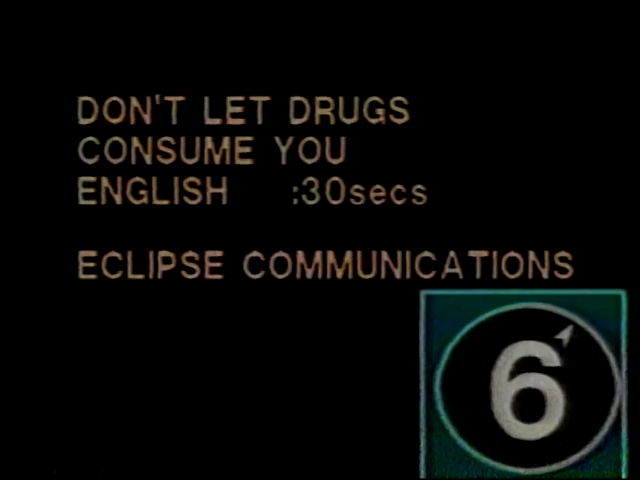 DON'T LET DRUGS
CONSUME YOU
ENGLISH :30secs
ECLIPSE COMMUNICATIONS
6